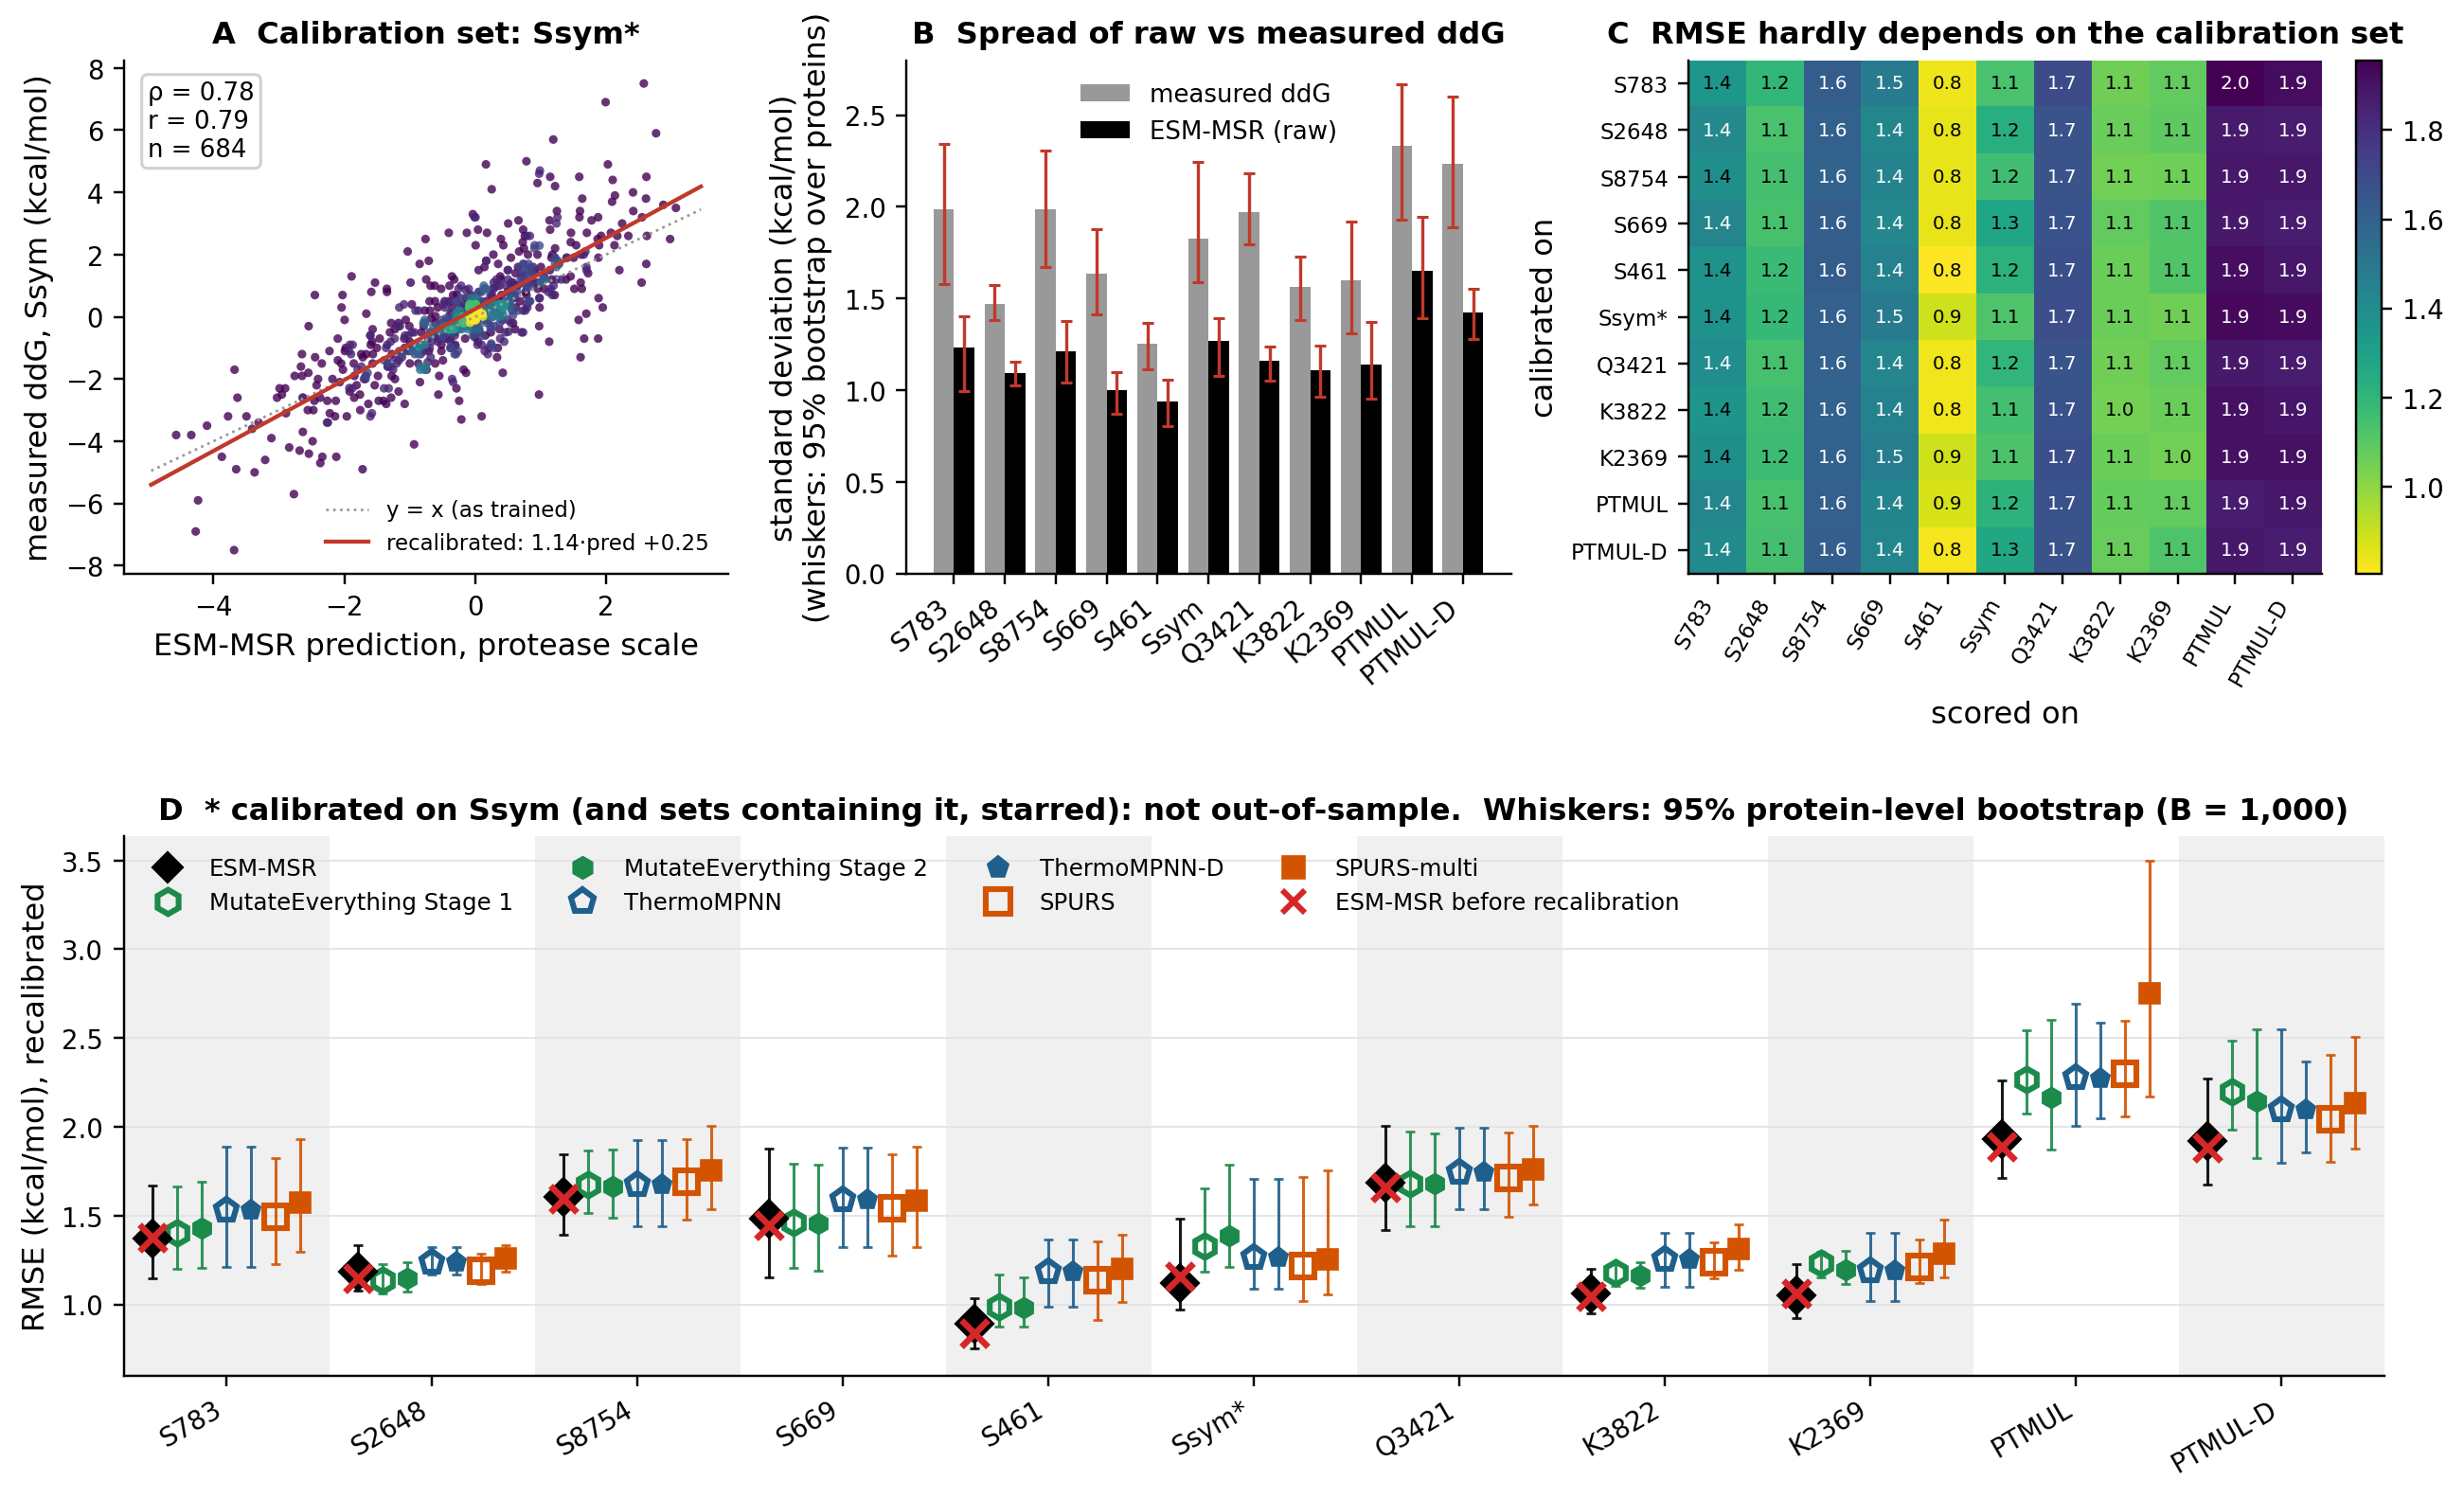 A  Calibration set: Ssym*
ρ = 0.78
r = 0.79
n = 684
measured ddG, Ssym (kcal/mol)
8
6
4
2
0
−2
−4
−6
−8
y = x (as trained)
recalibrated: 1.14·pred +0.25
−4 −2 0 2
ESM-MSR prediction, protease scale
B  Spread of raw vs measured ddG
standard deviation (kcal/mol)
(whiskers: 95% bootstrap over proteins)
measured ddG
ESM-MSR (raw)
2.5
2.0
1.5
1.0
0.5
0.0
S783 S2648 S8754 S669 S461 Ssym Q3421 K3822 K2369 PTMUL PTMUL-D
C  RMSE hardly depends on the calibration set
calibrated on
S783 1.4 1.2 1.6 1.5 0.8 1.1 1.7 1.1 1.1 2.0 1.9
S2648 1.4 1.1 1.6 1.4 0.8 1.2 1.7 1.1 1.1 1.9 1.9
S8754 1.4 1.1 1.6 1.4 0.8 1.2 1.7 1.1 1.1 1.9 1.9
S669 1.4 1.1 1.6 1.4 0.8 1.3 1.7 1.1 1.1 1.9 1.9
S461 1.4 1.2 1.6 1.4 0.8 1.2 1.7 1.1 1.1 1.9 1.9
Ssym* 1.4 1.2 1.6 1.5 0.9 1.1 1.7 1.1 1.1 1.9 1.9
Q3421 1.4 1.1 1.6 1.4 0.8 1.2 1.7 1.1 1.1 1.9 1.9
K3822 1.4 1.2 1.6 1.4 0.8 1.1 1.7 1.0 1.1 1.9 1.9
K2369 1.4 1.2 1.6 1.5 0.9 1.1 1.7 1.1 1.0 1.9 1.9
PTMUL 1.4 1.1 1.6 1.4 0.9 1.2 1.7 1.1 1.1 1.9 1.9
PTMUL-D 1.4 1.1 1.6 1.4 0.8 1.3 1.7 1.1 1.1 1.9 1.9
S783 S2648 S8754 S669 S461 Ssym Q3421 K3822 K2369 PTMUL PTMUL-D
scored on
1.8
1.6
1.4
1.2
1.0
D  * calibrated on Ssym (and sets containing it, starred): not out-of-sample.  Whiskers: 95% protein-level bootstrap (B = 1,000)
RMSE (kcal/mol), recalibrated
ESM-MSR MutateEverything Stage 2 ThermoMPNN-D SPURS-multi
MutateEverything Stage 1 ThermoMPNN SPURS ESM-MSR before recalibration
3.5
3.0
2.5
2.0
1.5
1.0
S783 S2648 S8754 S669 S461 Ssym* Q3421 K3822 K2369 PTMUL PTMUL-D